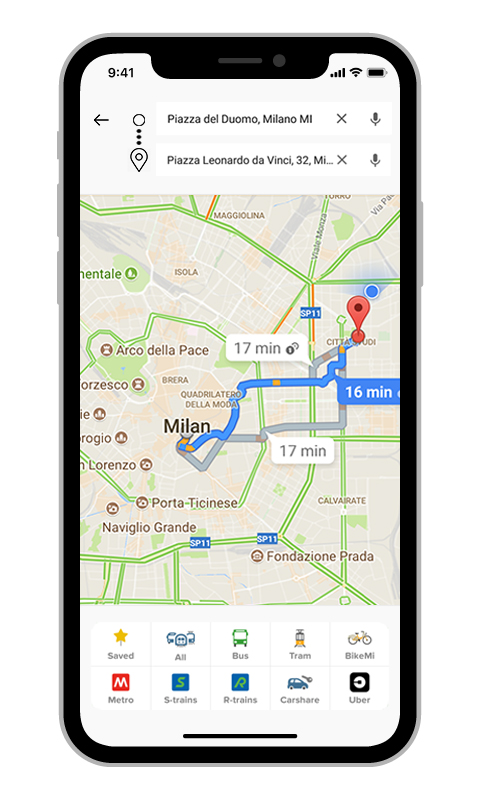 9:41
Piazza del Duomo, Milano MI
Piazza Leonardo da Vinci, 32, Mi...
MAGGIOLINA
Viale Monza
Via Pa
ISOLA
mentale
SP11
17 min
CITTÀ STUDI
Arco della Pace
BRERA
orzesco
16 min
QUADRILATERO
DELLA MODA
Milan
17 min
n Lorenzo
Porta Ticinese
CALVAIRATE
Naviglio Grande
SP11
SP11
Fondazione Prada
Saved
All
Bus
Tram
BikeMi
Metro
S-trains
R-trains
Carshare
Uber